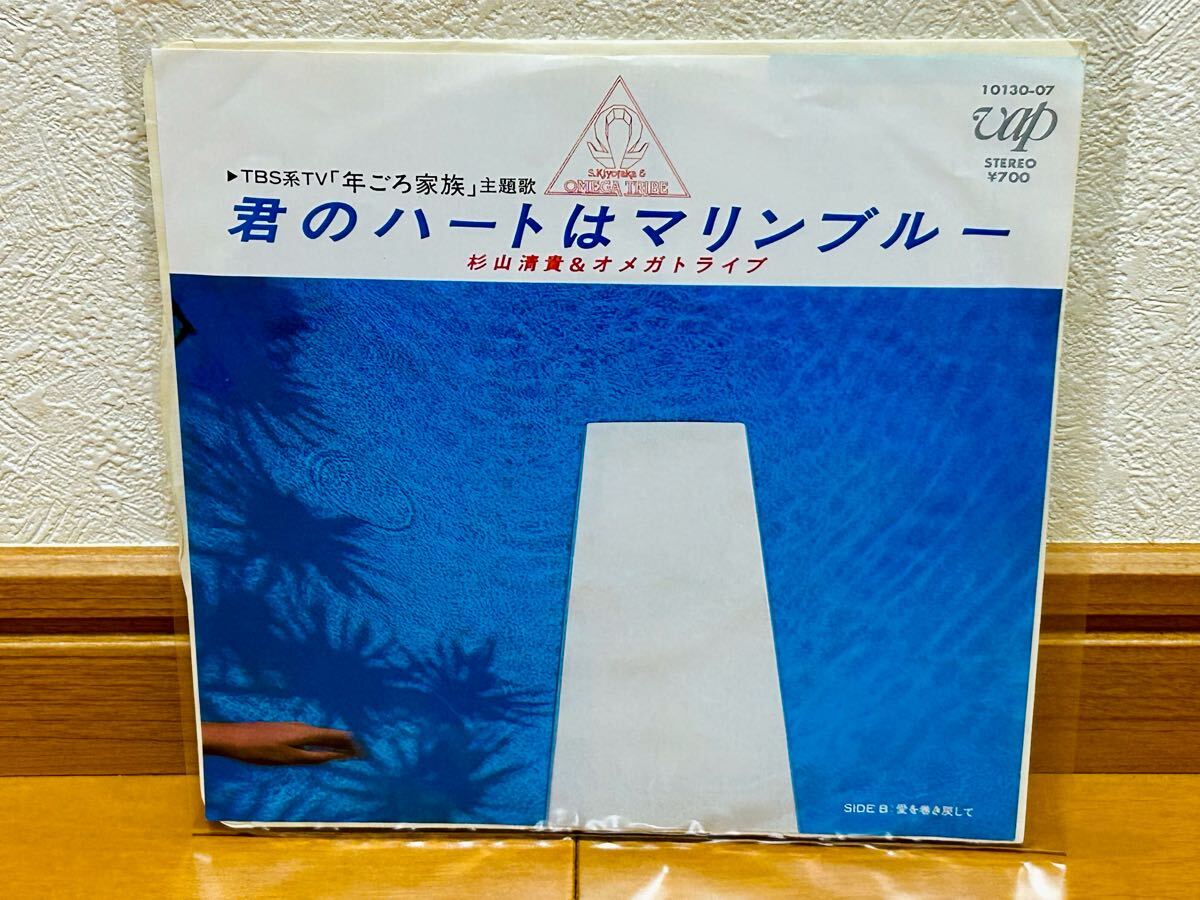 10130-07
vap
STEREO
¥700
S.Kiyotaka &
OMEGA TRIBE
▶TBS系TV「年ごろ家族」主題歌
君のハートはマリンブルー
杉山清貴&オメガトライブ
SIDE B:愛を巻き戻して